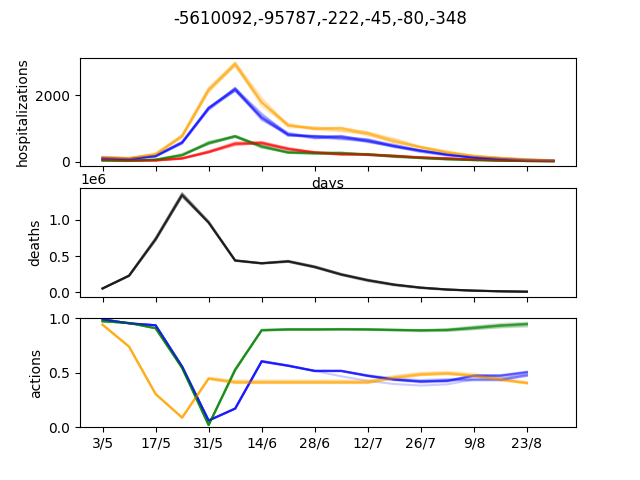 -5610092,-95787,-222,-45,-80,-348
hospitalizations
2000
0
days
1e6
deaths
1.0
0.5
0.0
actions
1.0
0.5
0.0
3/5 17/5 31/5 14/6 28/6 12/7 26/7 9/8 23/8